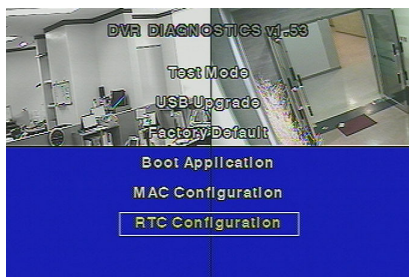 DVR DIAGNOSTICS v1.53
Test Mode
USB Upgrade
Factory Default
Boot Application
MAC Configuration
RTC Configuration